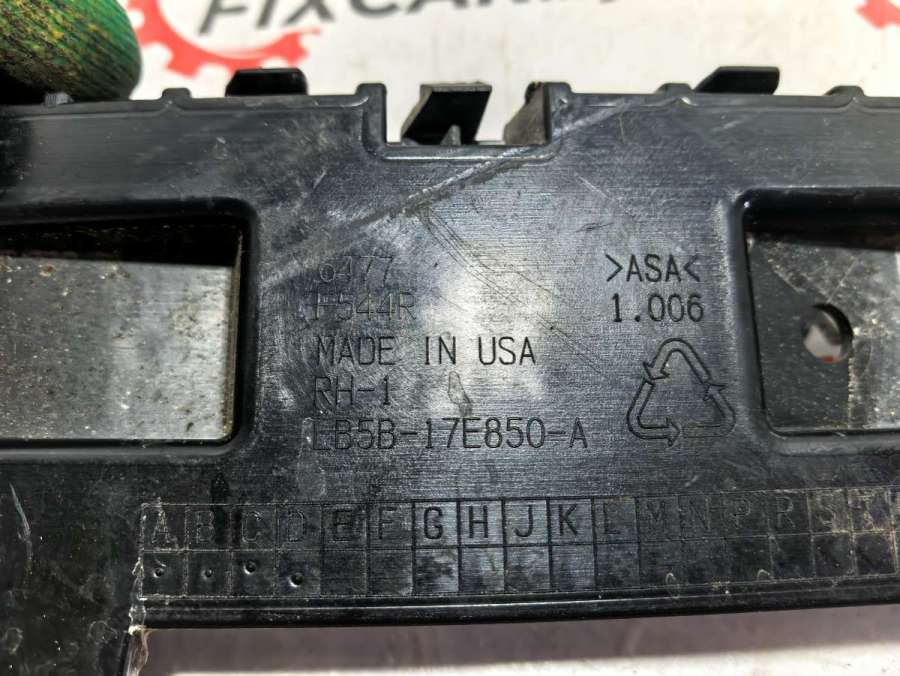 FIXCAR
6477
F544R
MADE IN USA
RH-1
LB5B-17E850-A
>ASA<
1.006
A B C D E F G H J K L M N P R S